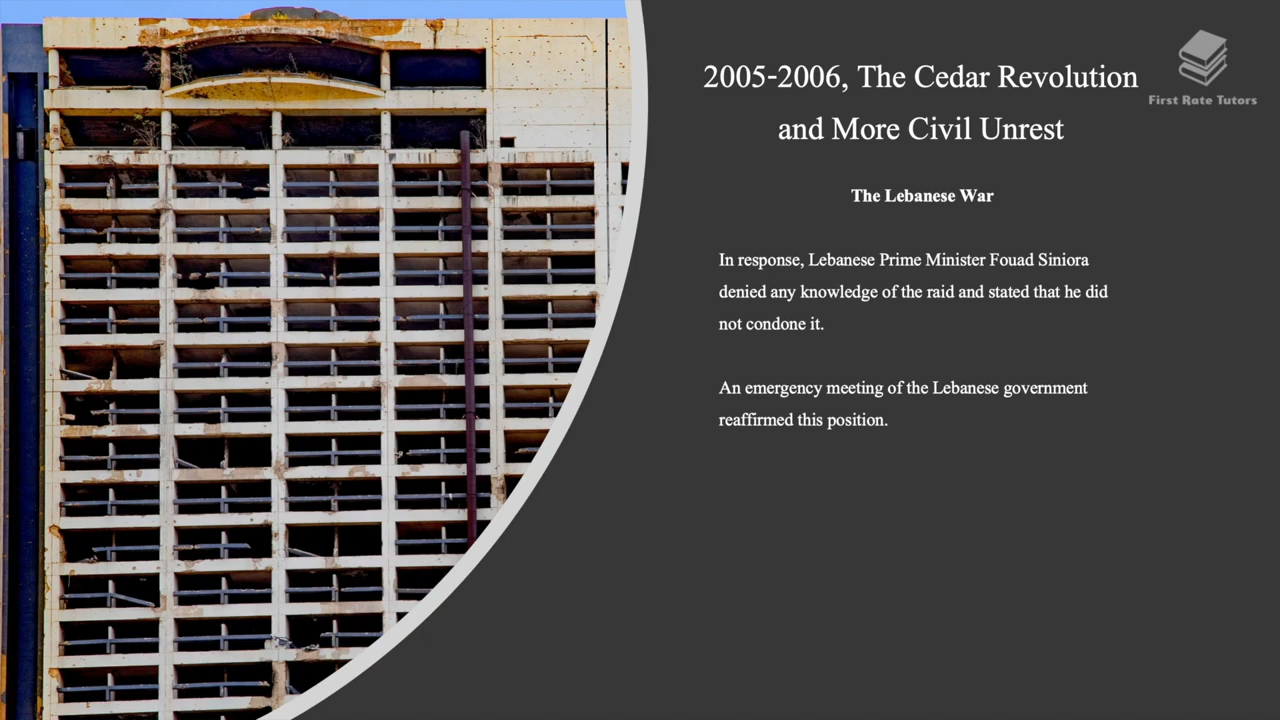 2005-2006, The Cedar Revolution
and More Civil Unrest
First Rate Tutors
The Lebanese War
In response, Lebanese Prime Minister Fouad Siniora
denied any knowledge of the raid and stated that he did
not condone it.
An emergency meeting of the Lebanese government
reaffirmed this position.